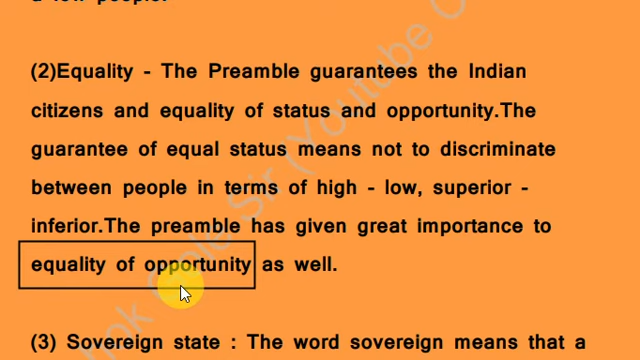 (2)Equality - The Preamble guarantees the Indian
citizens and equality of status and opportunity.The
guarantee of equal status means not to discriminate
between people in terms of high - low, superior -
inferior.The preamble has given great importance to
equality of opportunity as well.
(3) Sovereign state : The word sovereign means that a